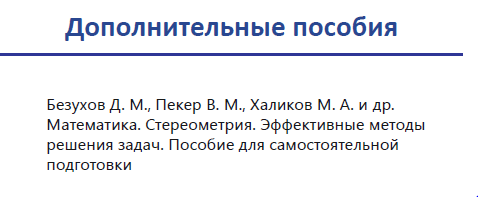 Дополнительные пособия
Безухов Д. М., Пекер В. М., Халиков М. А. и др.
Математика. Стереометрия. Эффективные методы
решения задач. Пособие для самостоятельной
подготовки